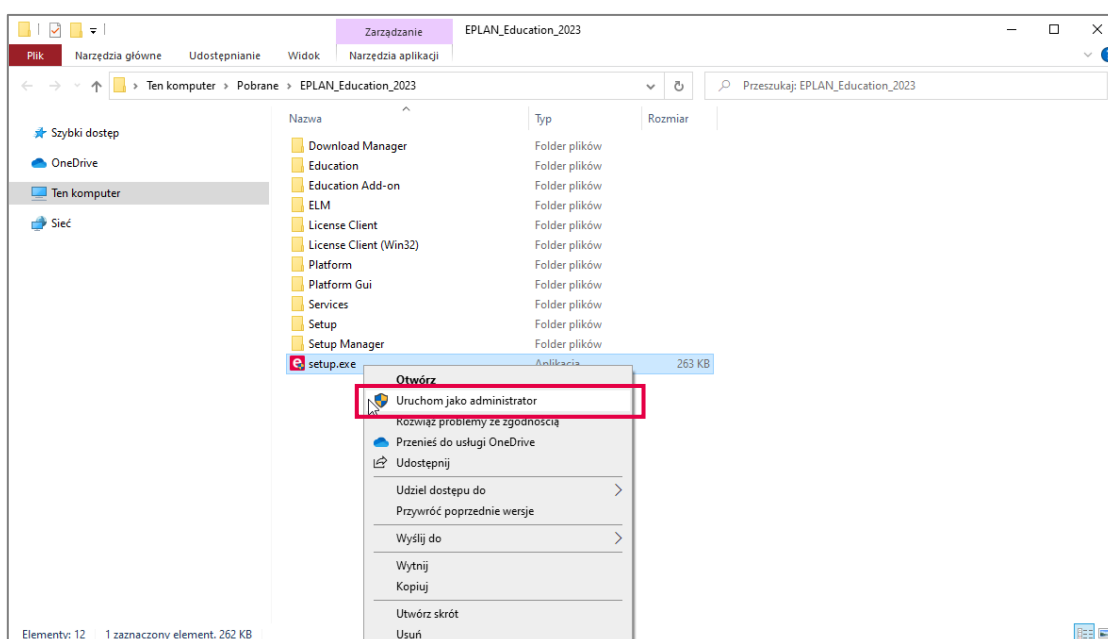 Zarządzanie
EPLAN_Education_2023
Plik Narzędzia główne Udostępnianie Widok Narzędzia aplikacji
Ten komputer > Pobrane > EPLAN_Education_2023
Przeszukaj: EPLAN_Education_2023
Nazwa Typ Rozmiar
Szybki dostęp
OneDrive
Ten komputer
Sieć
Download Manager Folder plików
Education Folder plików
Education Add-on Folder plików
ELM Folder plików
License Client Folder plików
License Client (Win32) Folder plików
Platform Folder plików
Platform Gui Folder plików
Services Folder plików
Setup Folder plików
Setup Manager Folder plików
setup.exe Aplikacja 263 KB
Otwórz
Uruchom jako administrator
Rozwiąż problemy ze zgodnością
Przenieś do usługi OneDrive
Udostępnij
Udziel dostępu do
Przywróć poprzednie wersje
Wyślij do
Wytnij
Kopiuj
Utwórz skrót
Usuń
Elementy: 12 1 zaznaczony element. 262 KB